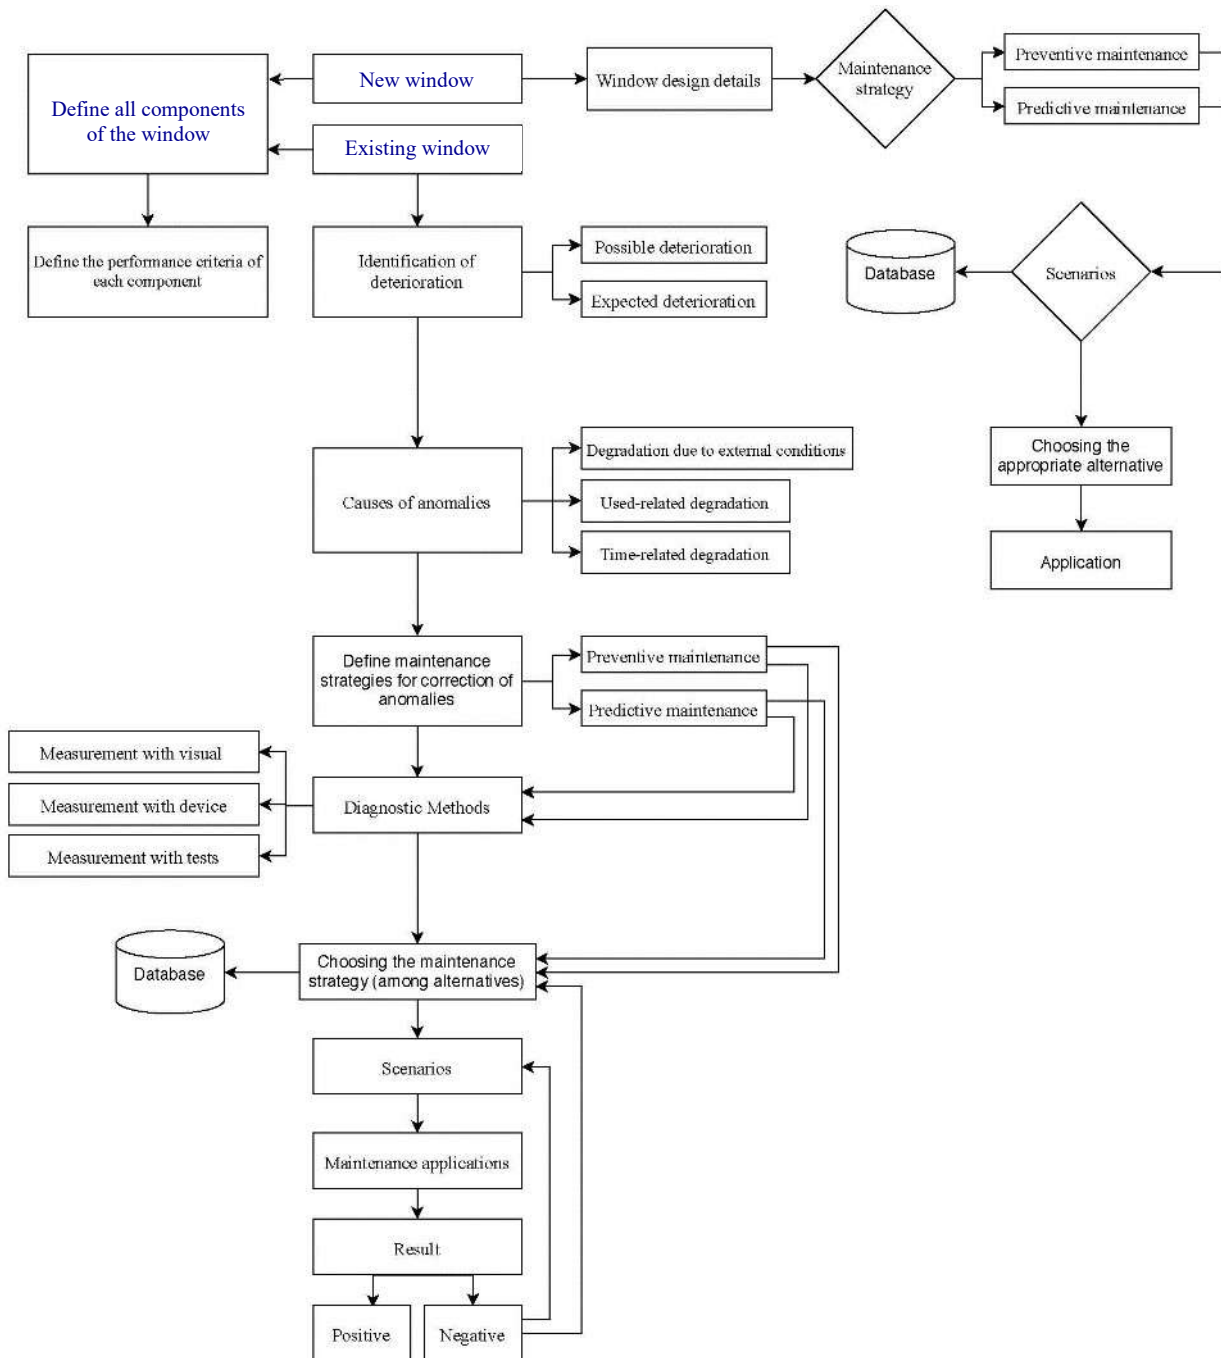 New window
Define all components
of the window
Existing window
Window design details
Maintenance
strategy
Preventive maintenance
Predictive maintenance
Define the performance criteria of
each component
Identification of
deterioration
Possible deterioration
Expected deterioration
Database
Scenarios
Causes of anomalies
Degradation due to external conditions
Used-related degradation
Time-related degradation
Choosing the
appropriate alternative
Application
Define maintenance
strategies for correction of
anomalies
Preventive maintenance
Predictive maintenance
Measurement with visual
Measurement with device
Measurement with tests
Diagnostic Methods
Database
Choosing the maintenance
strategy (among alternatives)
Scenarios
Maintenance applications
Result
Positive
Negative